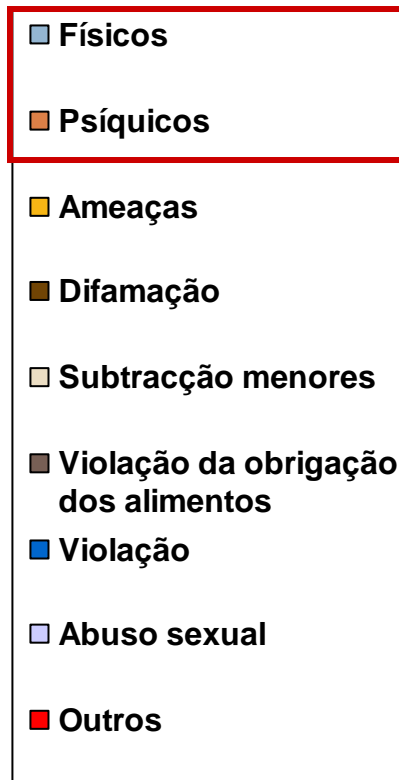 Físicos
Psíquicos
Ameaças
Difamação
Subtracção menores
Violação da obrigação
dos alimentos
Violação
Abuso sexual
Outros